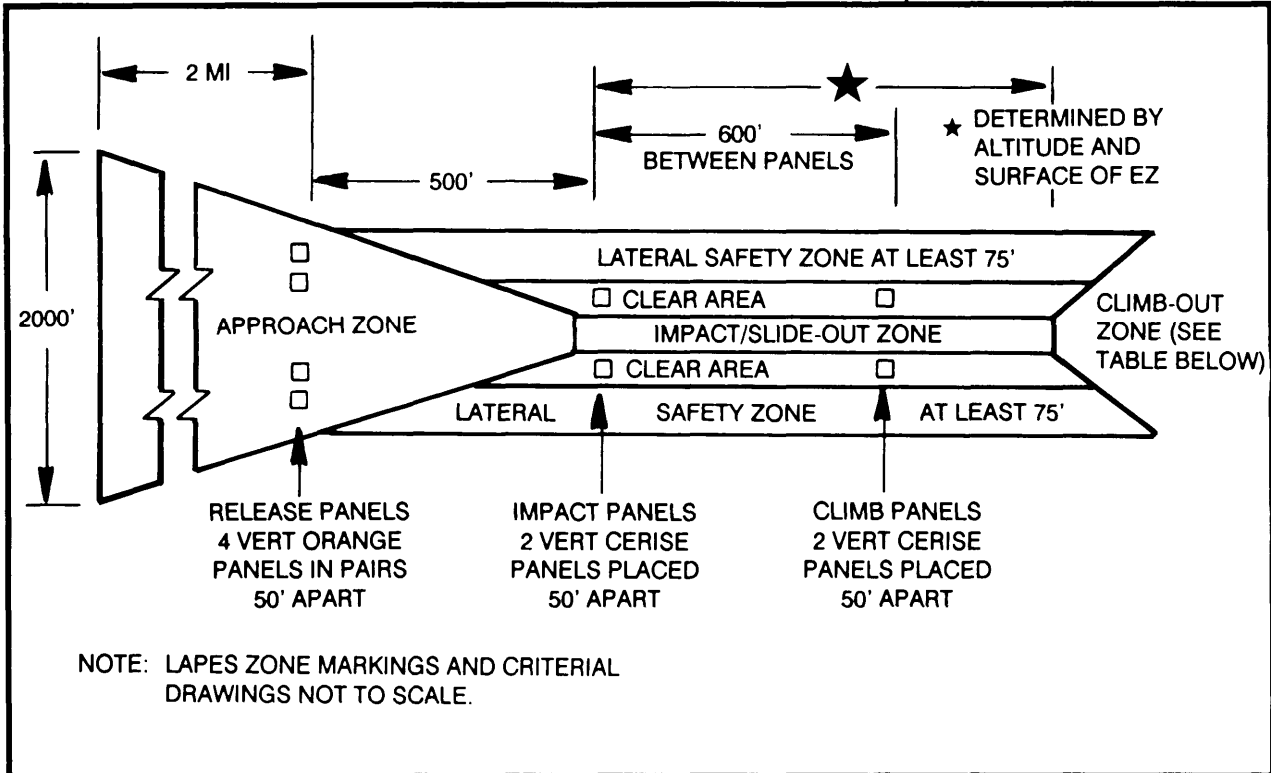 2 MI
★ DETERMINED BY
ALTITUDE AND
SURFACE OF EZ
600'
BETWEEN PANELS
500'
2000'
APPROACH ZONE
LATERAL SAFETY ZONE AT LEAST 75'
CLEAR AREA
IMPACT/SLIDE-OUT ZONE
CLEAR AREA
LATERAL SAFETY ZONE AT LEAST 75'
CLIMB-OUT
ZONE (SEE
TABLE BELOW)
RELEASE PANELS
4 VERT ORANGE
PANELS IN PAIRS
50' APART
IMPACT PANELS
2 VERT CERISE
PANELS PLACED
50' APART
CLIMB PANELS
2 VERT CERISE
PANELS PLACED
50' APART
NOTE: LAPES ZONE MARKINGS AND CRITERIAL
DRAWINGS NOT TO SCALE.